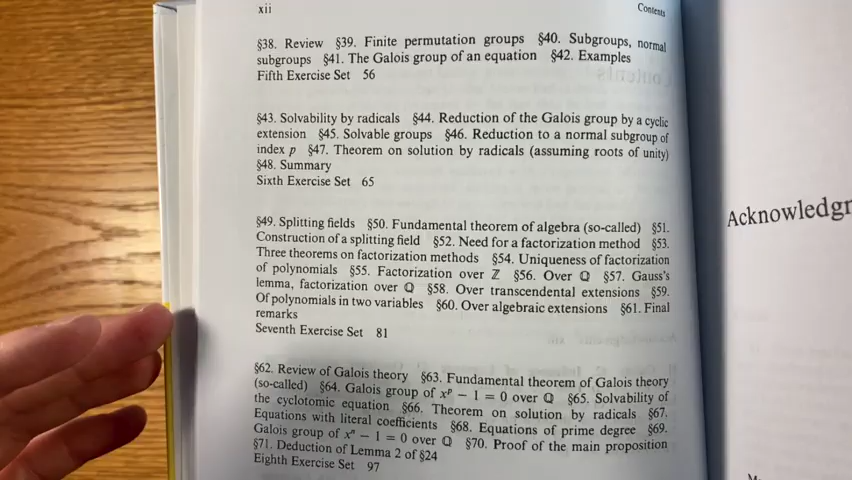 xii
Contents
§38. Review §39. Finite permutation groups §40. Subgroups, normal
subgroups §41. The Galois group of an equation §42. Examples
Fifth Exercise Set 56
§43. Solvability by radicals §44. Reduction of the Galois group by a cyclic
extension §45. Solvable groups §46. Reduction to a normal subgroup of
index p §47. Theorem on solution by radicals (assuming roots of unity)
§48. Summary
Sixth Exercise Set 65
§49. Splitting fields §50. Fundamental theorem of algebra (so-called) §51.
Construction of a splitting field §52. Need for a factorization method §53.
Three theorems on factorization methods §54. Uniqueness of factorization
of polynomials §55. Factorization over ℤ §56. Over ℚ §57. Gauss's
lemma, factorization over ℚ §58. Over transcendental extensions §59.
Of polynomials in two variables §60. Over algebraic extensions §61. Final
remarks
Seventh Exercise Set 81
§62. Review of Galois theory §63. Fundamental theorem of Galois theory
(so-called) §64. Galois group of xᵖ − 1 = 0 over ℚ §65. Solvability of
the cyclotomic equation §66. Theorem on solution by radicals §67.
Equations with literal coefficients §68. Equations of prime degree §69.
Galois group of xⁿ − 1 = 0 over ℚ §70. Proof of the main proposition
§71. Deduction of Lemma 2 of §24
Eighth Exercise Set 97